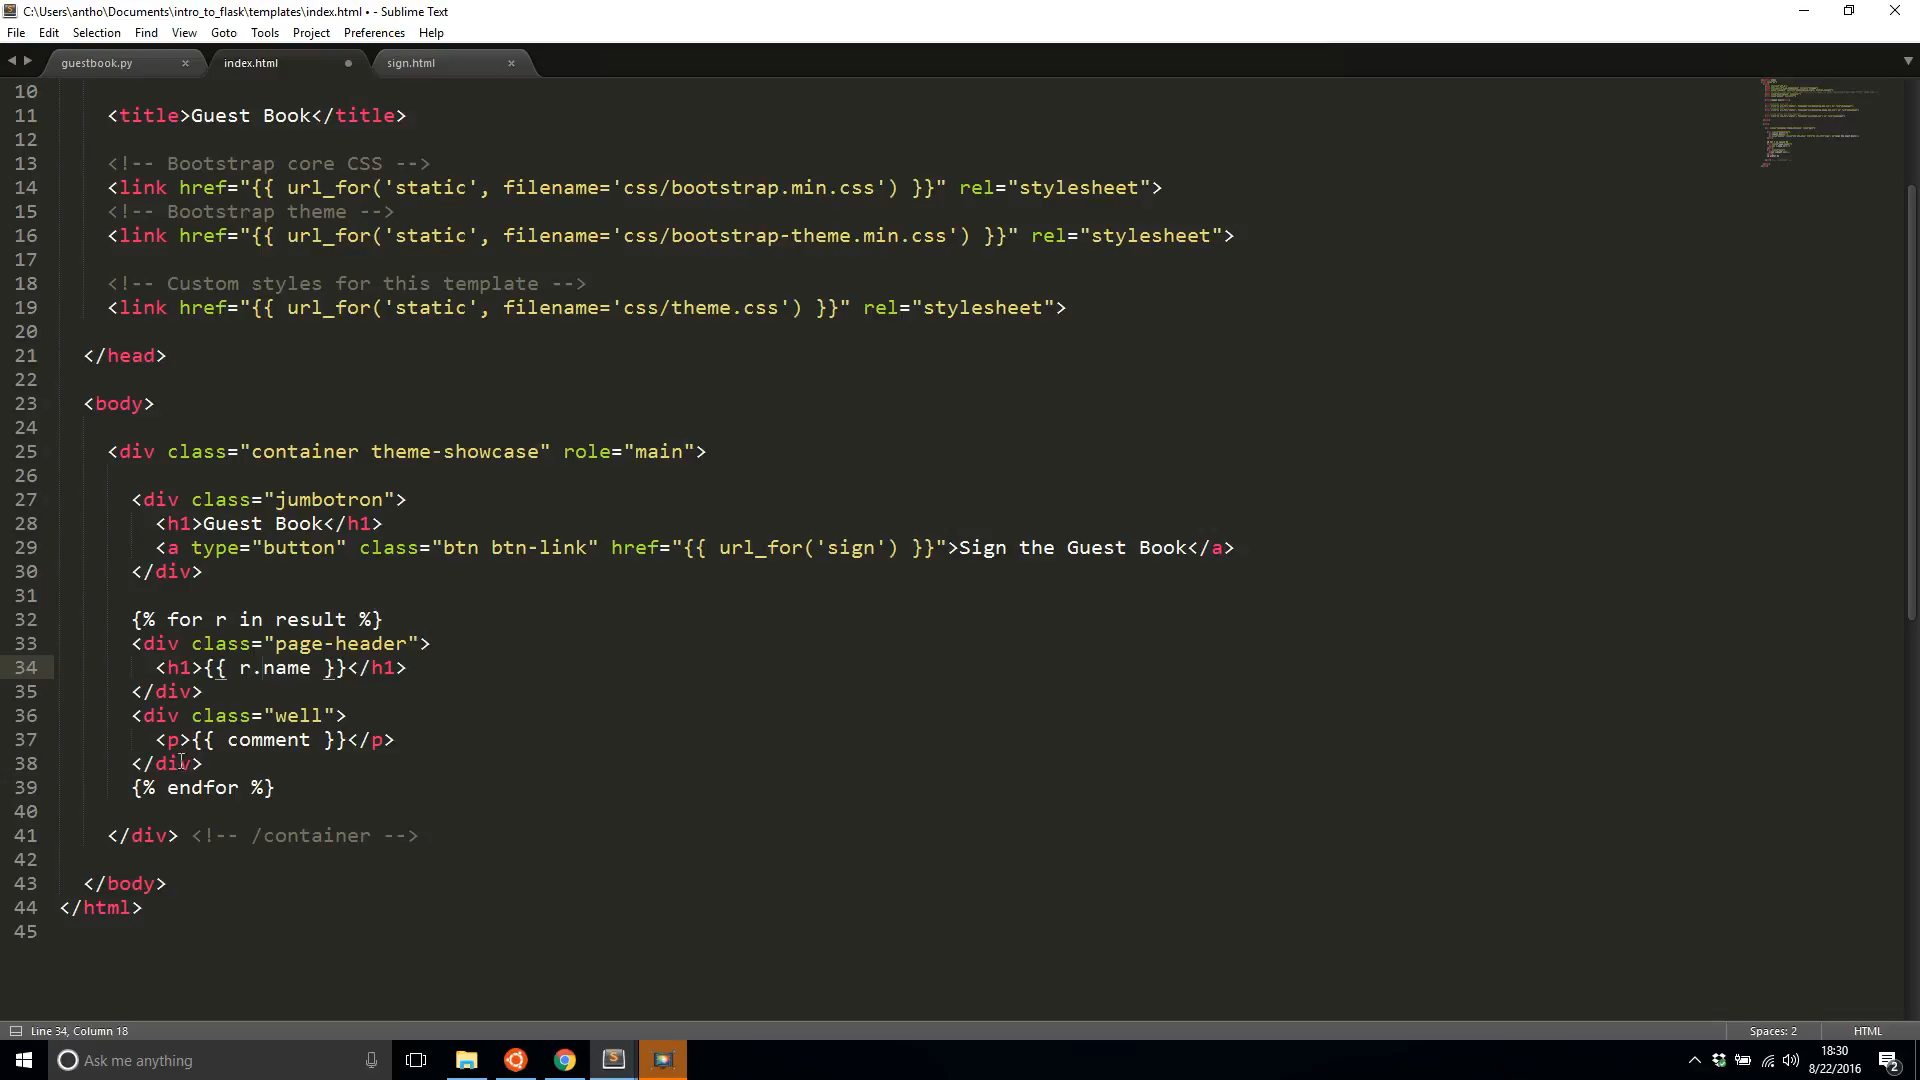 C:\Users\antho\Documents\intro_to_flask\templates\index.html • - Sublime Text
File Edit Selection Find View Goto Tools Project Preferences Help
guestbook.py × index.html sign.html ×
10
11 <title>Guest Book</title>
12
13 <!-- Bootstrap core CSS -->
14 <link href="{{ url_for('static', filename='css/bootstrap.min.css') }}" rel="stylesheet">
15 <!-- Bootstrap theme -->
16 <link href="{{ url_for('static', filename='css/bootstrap-theme.min.css') }}" rel="stylesheet">
17
18 <!-- Custom styles for this template -->
19 <link href="{{ url_for('static', filename='css/theme.css') }}" rel="stylesheet">
20
21 </head>
22
23 <body>
24
25 <div class="container theme-showcase" role="main">
26
27 <div class="jumbotron">
28 <h1>Guest Book</h1>
29 <a type="button" class="btn btn-link" href="{{ url_for('sign') }}">Sign the Guest Book</a>
30 </div>
31
32 {% for r in result %}
33 <div class="page-header">
34 <h1>{{ r.name }}</h1>
35 </div>
36 <div class="well">
37 <p>{{ comment }}</p>
38 </div>
39 {% endfor %}
40
41 </div> <!-- /container -->
42
43 </body>
44 </html>
45
Line 34, Column 18 Spaces: 2 HTML
Ask me anything 18:30
8/22/2016 2